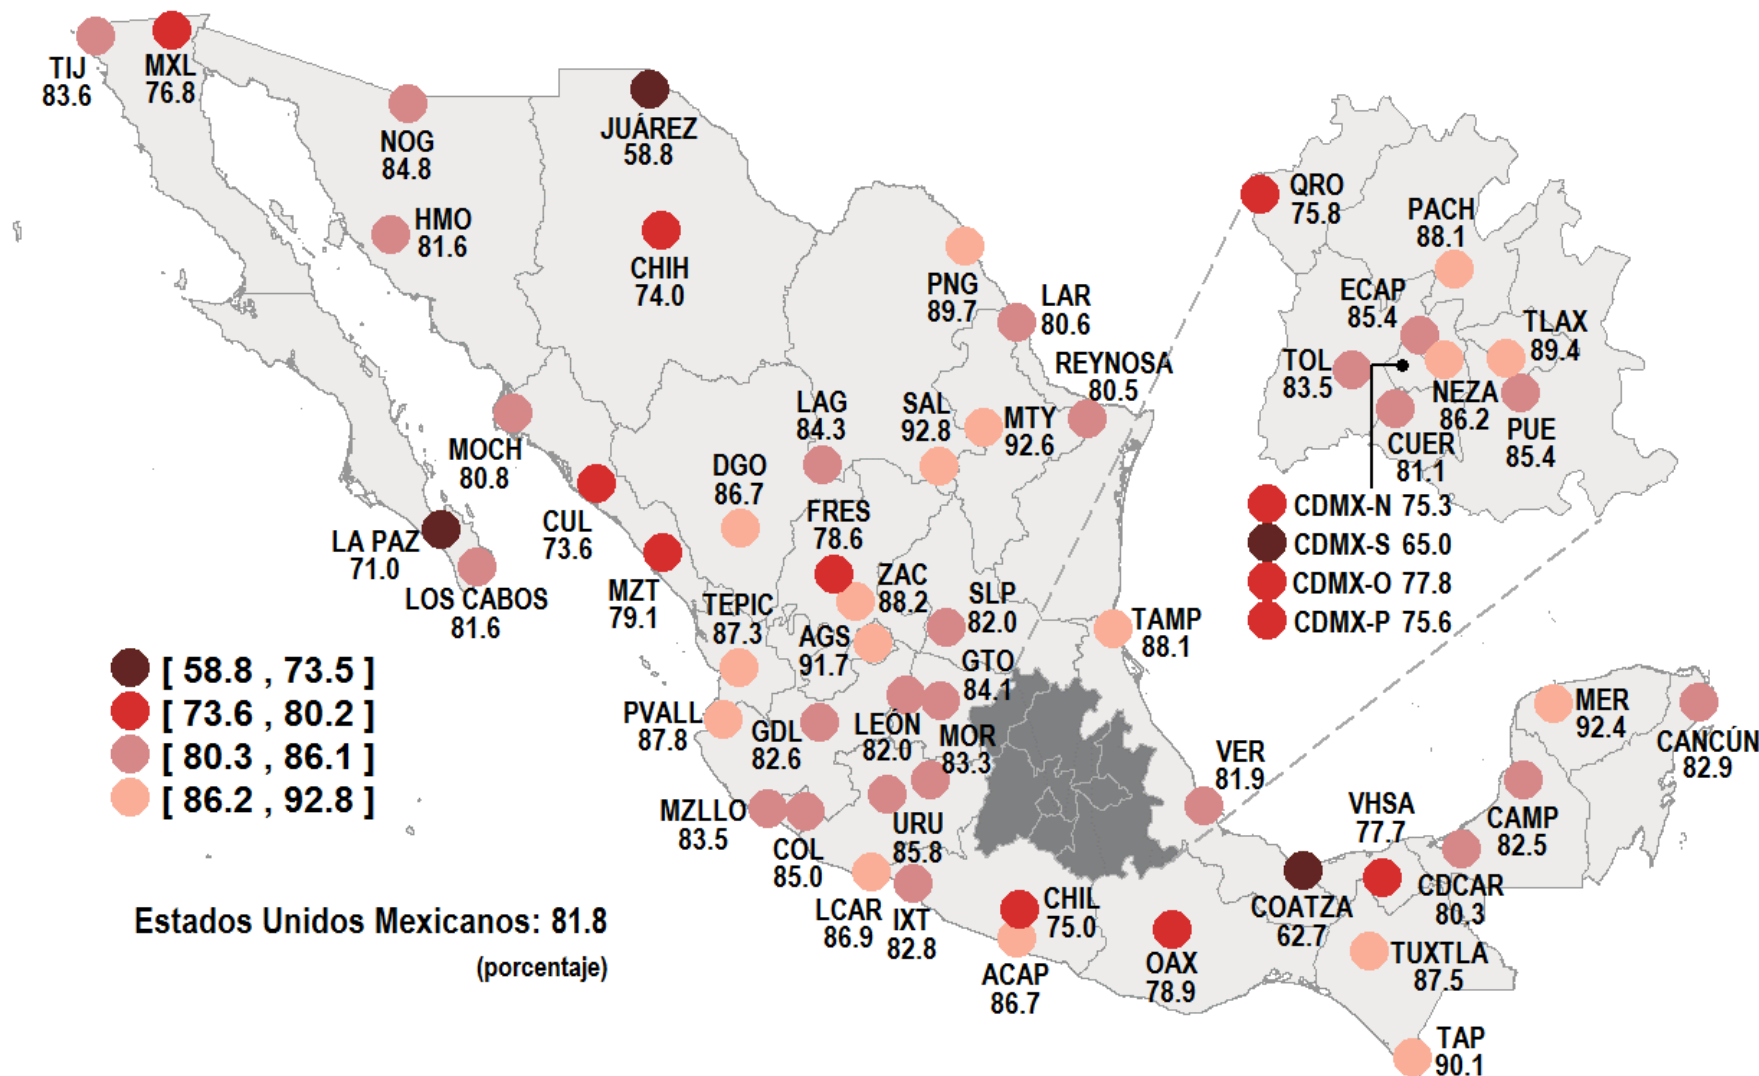 TIJ
83.6
MXL
76.8
NOG
84.8
HMO
81.6
JUÁREZ
58.8
CHIH
74.0
PNG
89.7
LAR
80.6
REYNOSA
80.5
LAG
84.3
SAL
92.8
MTY
92.6
MOCH
80.8
DGO
86.7
CUL
73.6
FRES
78.6
LA PAZ
71.0
LOS CABOS
81.6
MZT
79.1
ZAC
88.2
SLP
82.0
TEPIC
87.3
AGS
91.7
GTO
84.1
TAMP
88.1
PVALL
87.8
GDL
82.6
LEÓN
82.0
MOR
83.3
MZLLO
83.5
COL
85.0
URU
85.8
LCAR
86.9
IXT
82.8
CHIL
75.0
ACAP
86.7
OAX
78.9
VER
81.9
COATZA
62.7
VHSA
77.7
CDCAR
80.3
CAMP
82.5
MER
92.4
CANCÚN
82.9
TUXTLA
87.5
TAP
90.1
QRO
75.8
PACH
88.1
ECAP
85.4
TLAX
89.4
TOL
83.5
NEZA
86.2
CUER
81.1
PUE
85.4
CDMX-N 75.3
CDMX-S 65.0
CDMX-O 77.8
CDMX-P 75.6
[ 58.8 , 73.5 ]
[ 73.6 , 80.2 ]
[ 80.3 , 86.1 ]
[ 86.2 , 92.8 ]
Estados Unidos Mexicanos: 81.8
(porcentaje)